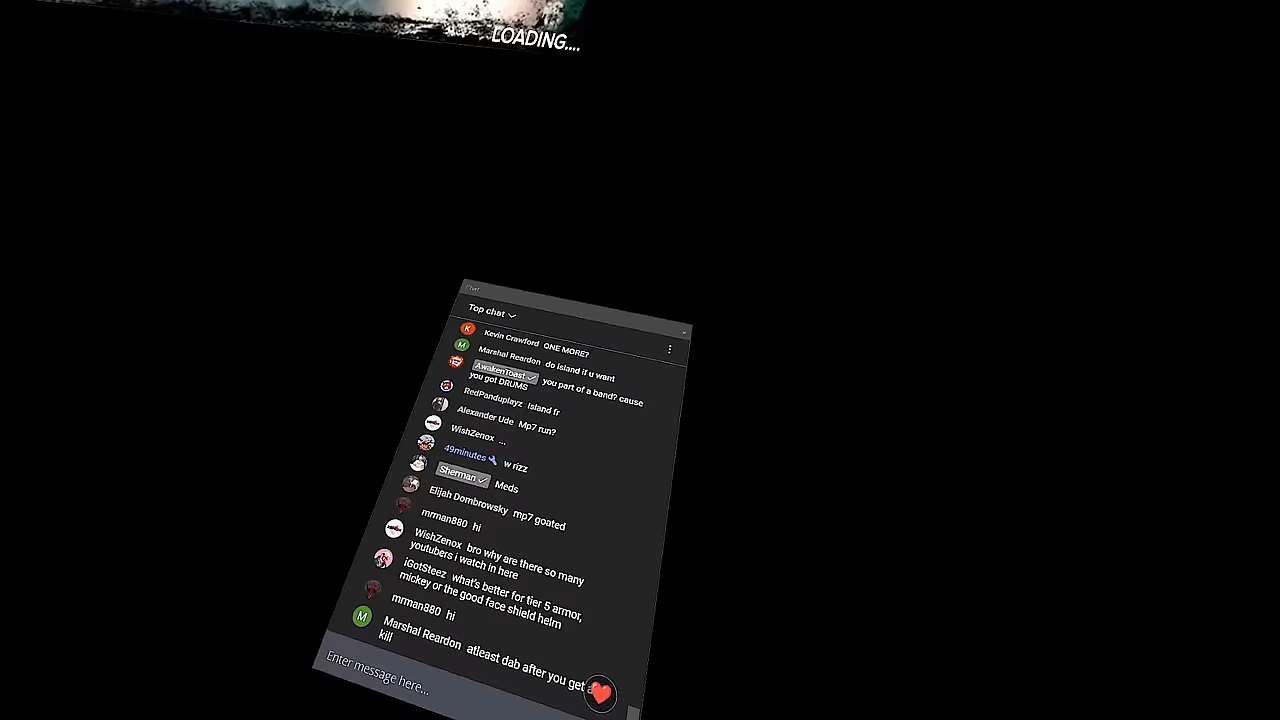 LOADING....
Chat
Top chat
K Kevin Crawford ONE MORE?
M Marshal Reardon do island if u want
AwakenToast you part of a band? cause
you got DRUMS
RedPanduplayz Island fr
Alexander Ude Mp7 run?
WishZenox ...
49minutes w rizz
Sherman Meds
Elijah Dombrowsky mp7 goated
mrman880 hi
WishZenox bro why are there so many
youtubers i watch in here
iGotSteez what's better for tier 5 armor,
mickey or the good face shield helm
mrman880 hi
M Marshal Reardon atleast dab after you get a
kill
Enter message here...